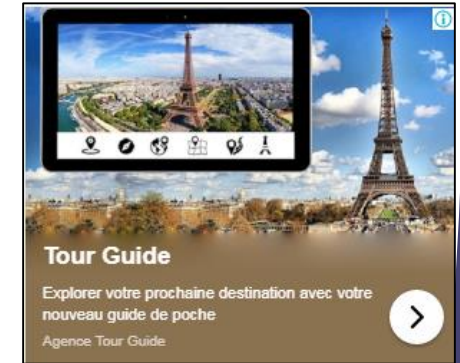 Tour Guide
Explorer votre prochaine destination avec votre
nouveau guide de poche
Agence Tour Guide